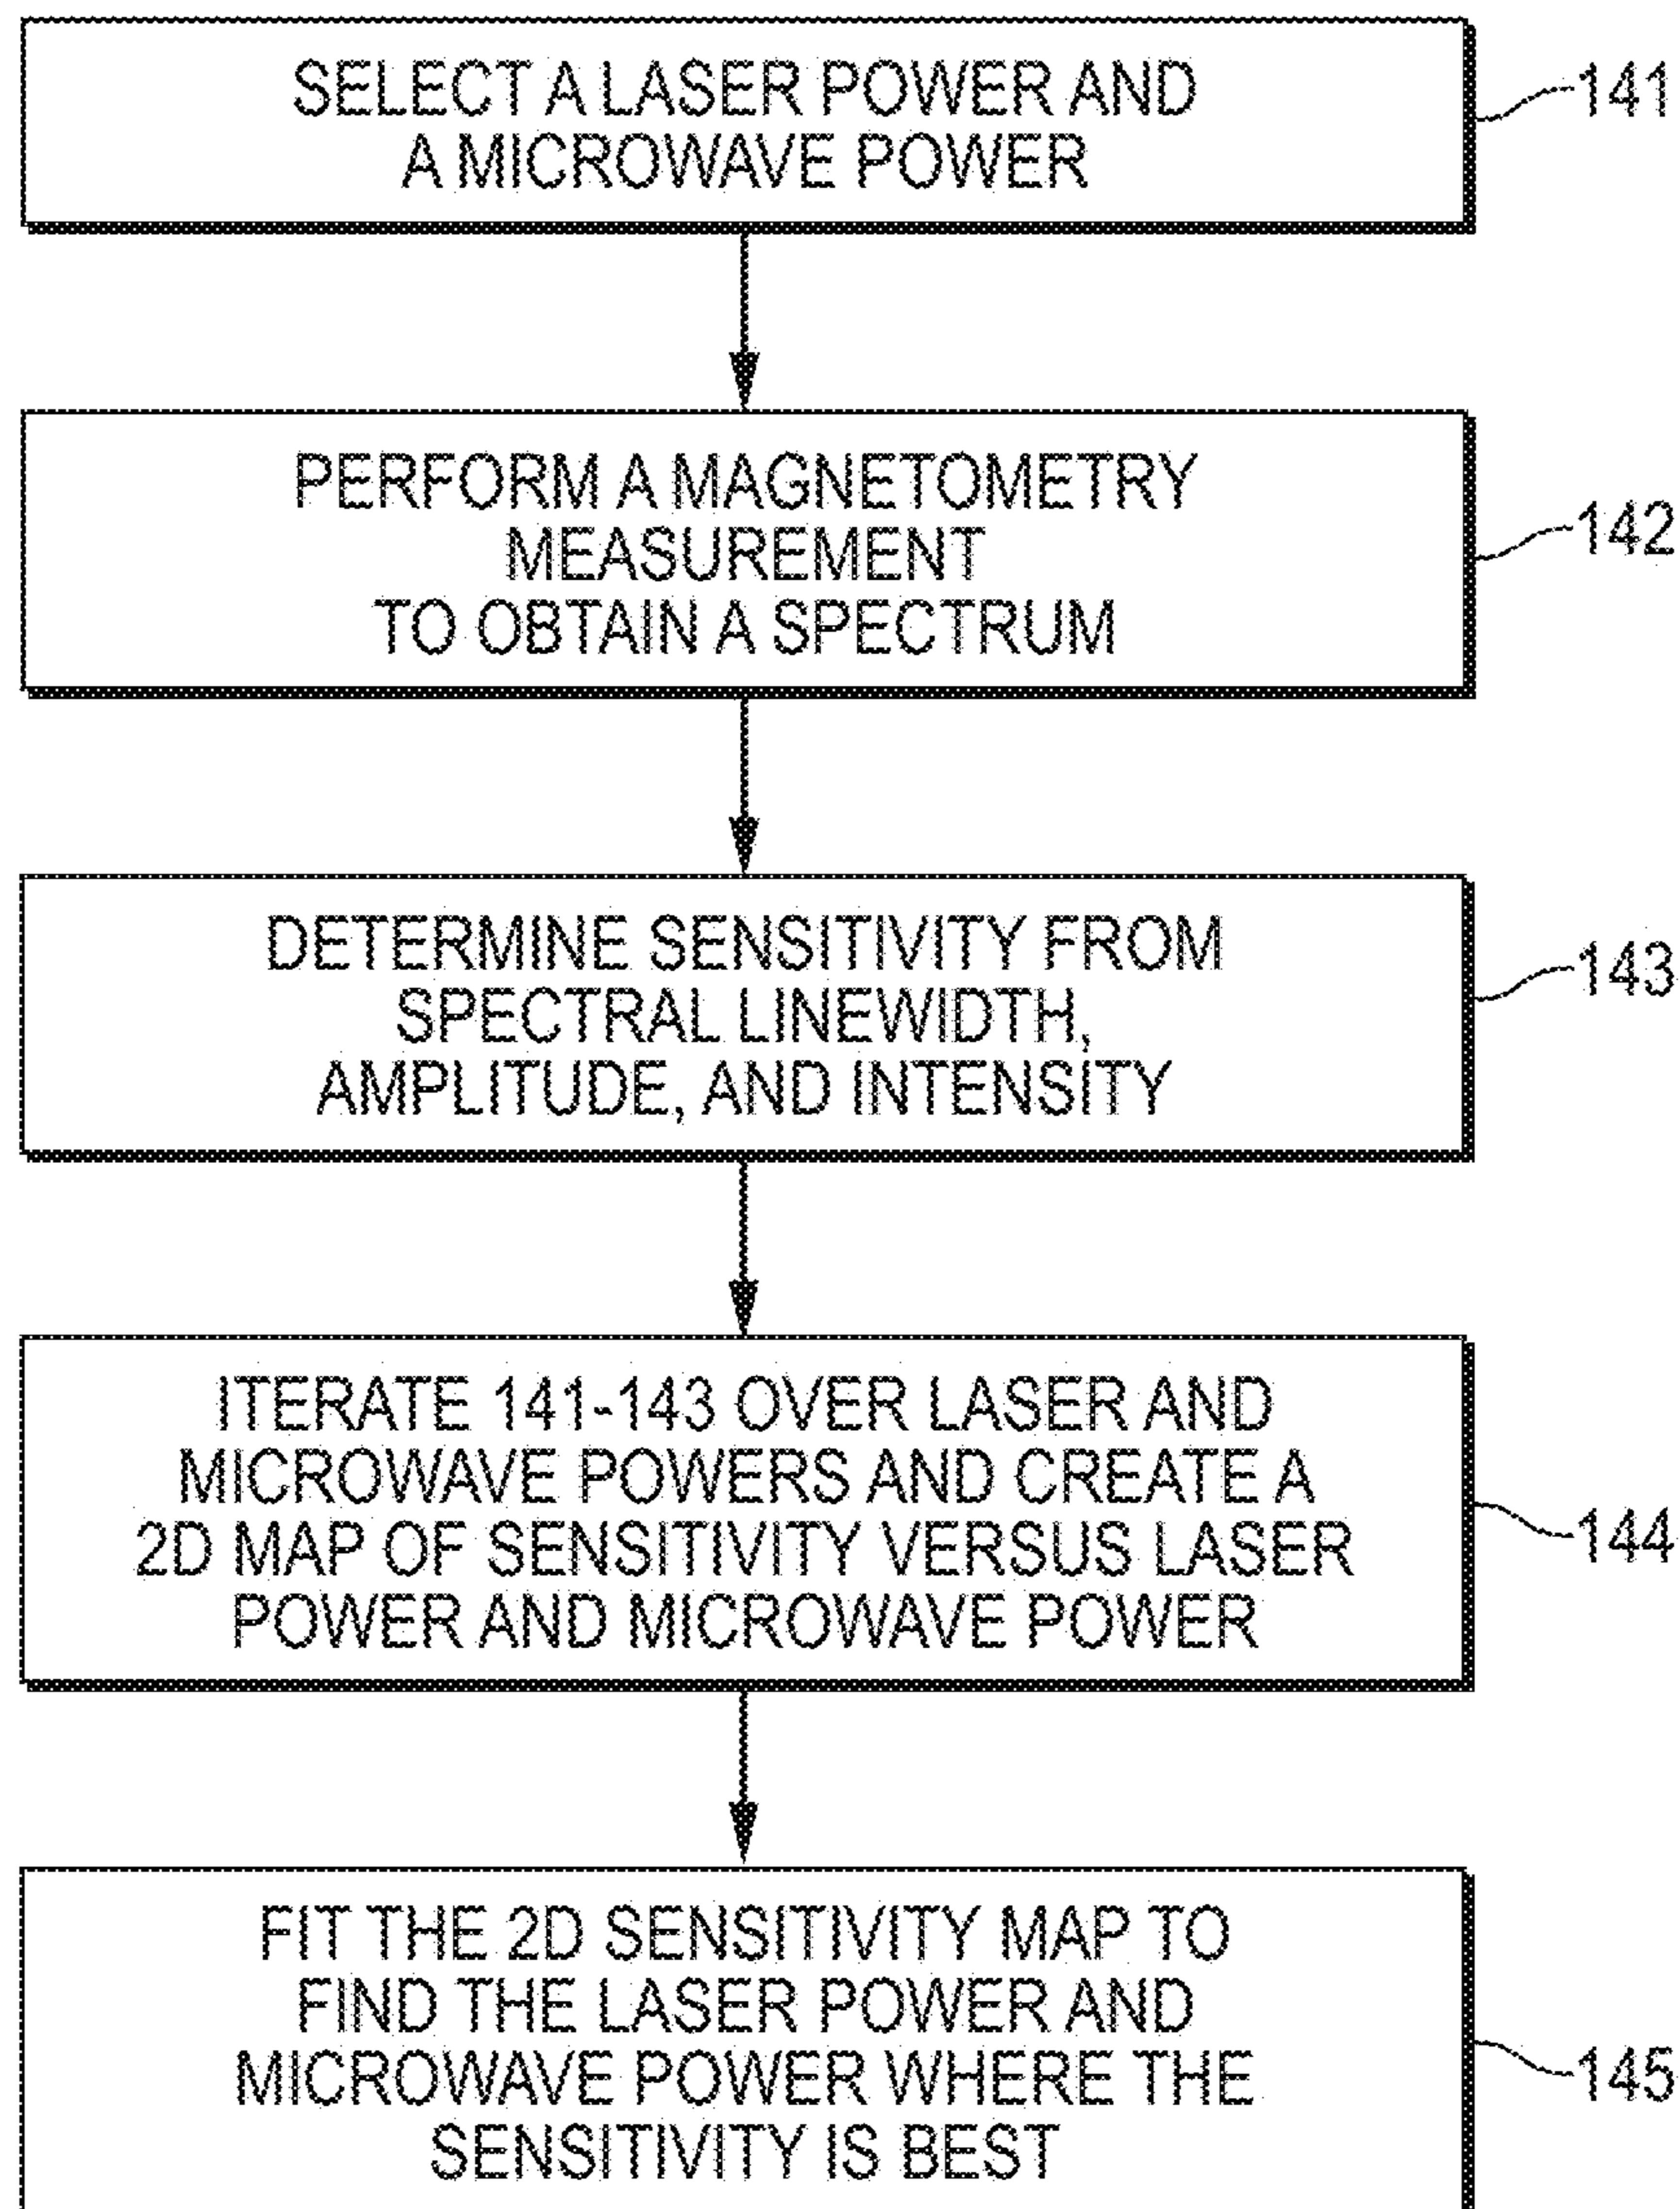 SELECT A LASER POWER AND
A MICROWAVE POWER
141
PERFORM A MAGNETOMETRY
MEASUREMENT
TO OBTAIN A SPECTRUM
142
DETERMINE SENSITIVITY FROM
SPECTRAL LINEWIDTH,
AMPLITUDE, AND INTENSITY
143
ITERATE 141-143 OVER LASER AND
MICROWAVE POWERS AND CREATE A
2D MAP OF SENSITIVITY VERSUS LASER
POWER AND MICROWAVE POWER
144
FIT THE 2D SENSITIVITY MAP TO
FIND THE LASER POWER AND
MICROWAVE POWER WHERE THE
SENSITIVITY IS BEST
145